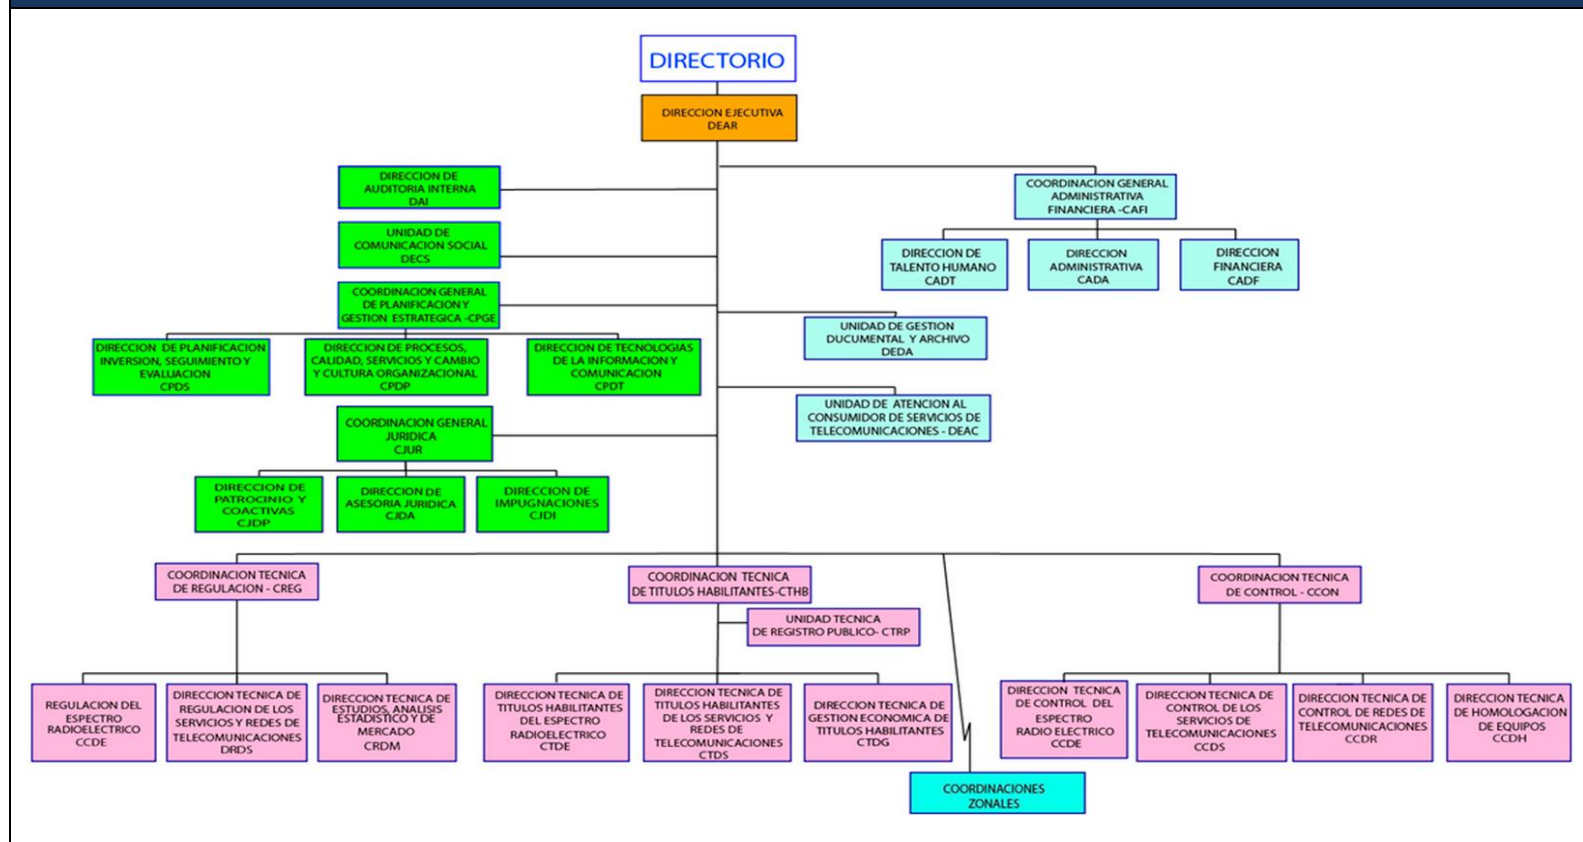 DIRECTORIO
DIRECCION EJECUTIVA
DEAR
DIRECCION DE
AUDITORIA INTERNA
DAI
UNIDAD DE
COMUNICACION SOCIAL
DECS
COORDINACION GENERAL
DE PLANIFICACION Y
GESTION ESTRATEGICA -CPGE
DIRECCION DE PLANIFICACION
INVERSION, SEGUIMIENTO Y
EVALUACION
CPDS
DIRECCION DE PROCESOS,
CALIDAD, SERVICIOS Y CAMBIO
Y CULTURA ORGANIZACIONAL
CPDP
DIRECCION DE TECNOLOGIAS
DE LA INFORMACION Y
COMUNICACION
CPDT
COORDINACION GENERAL
JURIDICA
CJUR
DIRECCION DE
PATROCINIO Y
COACTIVAS
CJDP
DIRECCION DE
ASESORIA JURIDICA
CJDA
DIRECCION DE
IMPUGNACIONES
CJDI
COORDINACION GENERAL
ADMINISTRATIVA
FINANCIERA -CAFI
DIRECCION DE
TALENTO HUMANO
CADT
DIRECCION
ADMINISTRATIVA
CADA
DIRECCION
FINANCIERA
CADF
UNIDAD DE GESTION
DUCUMENTAL Y ARCHIVO
DEDA
UNIDAD DE ATENCION AL
CONSUMIDOR DE SERVICIOS DE
TELECOMUNICACIONES - DEAC
COORDINACION TECNICA
DE REGULACION - CREG
REGULACION DEL
ESPECTRO
RADIOELECTRICO
CCDE
DIRECCION TECNICA DE
REGULACION DE LOS
SERVICIOS Y REDES DE
TELECOMUNICACIONES
DRDS
DIRECCION TECNICA DE
ESTUDIOS, ANALISIS
ESTADISTICO Y DE
MERCADO
CRDM
COORDINACION TECNICA
DE TITULOS HABILITANTES-CTHB
UNIDAD TECNICA
DE REGISTRO PUBLICO- CTRP
DIRECCION TECNICA DE
TITULOS HABILITANTES
DEL ESPECTRO
RADIOELECTRICO
CTDE
DIRECCION TECNICA DE
TITULOS HABILITANTES
DE LOS SERVICIOS Y
REDES DE
TELECOMUNICACIONES
CTDS
DIRECCION TECNICA DE
GESTION ECONOMICA DE
TITULOS HABILITANTES
CTDG
COORDINACION TECNICA
DE CONTROL - CCON
DIRECCION TECNICA
DE CONTROL DEL
ESPECTRO
RADIO ELECTRICO
CCDE
DIRECCION TECNICA DE
CONTROL DE LOS
SERVICIOS DE
TELECOMUNICACIONES
CCDS
DIRECCION TECNICA DE
CONTROL DE REDES DE
TELECOMUNICACIONES
CCDR
DIRECCION TECNICA
DE HOMOLOGACION
DE EQUIPOS
CCDH
COORDINACIONES
ZONALES